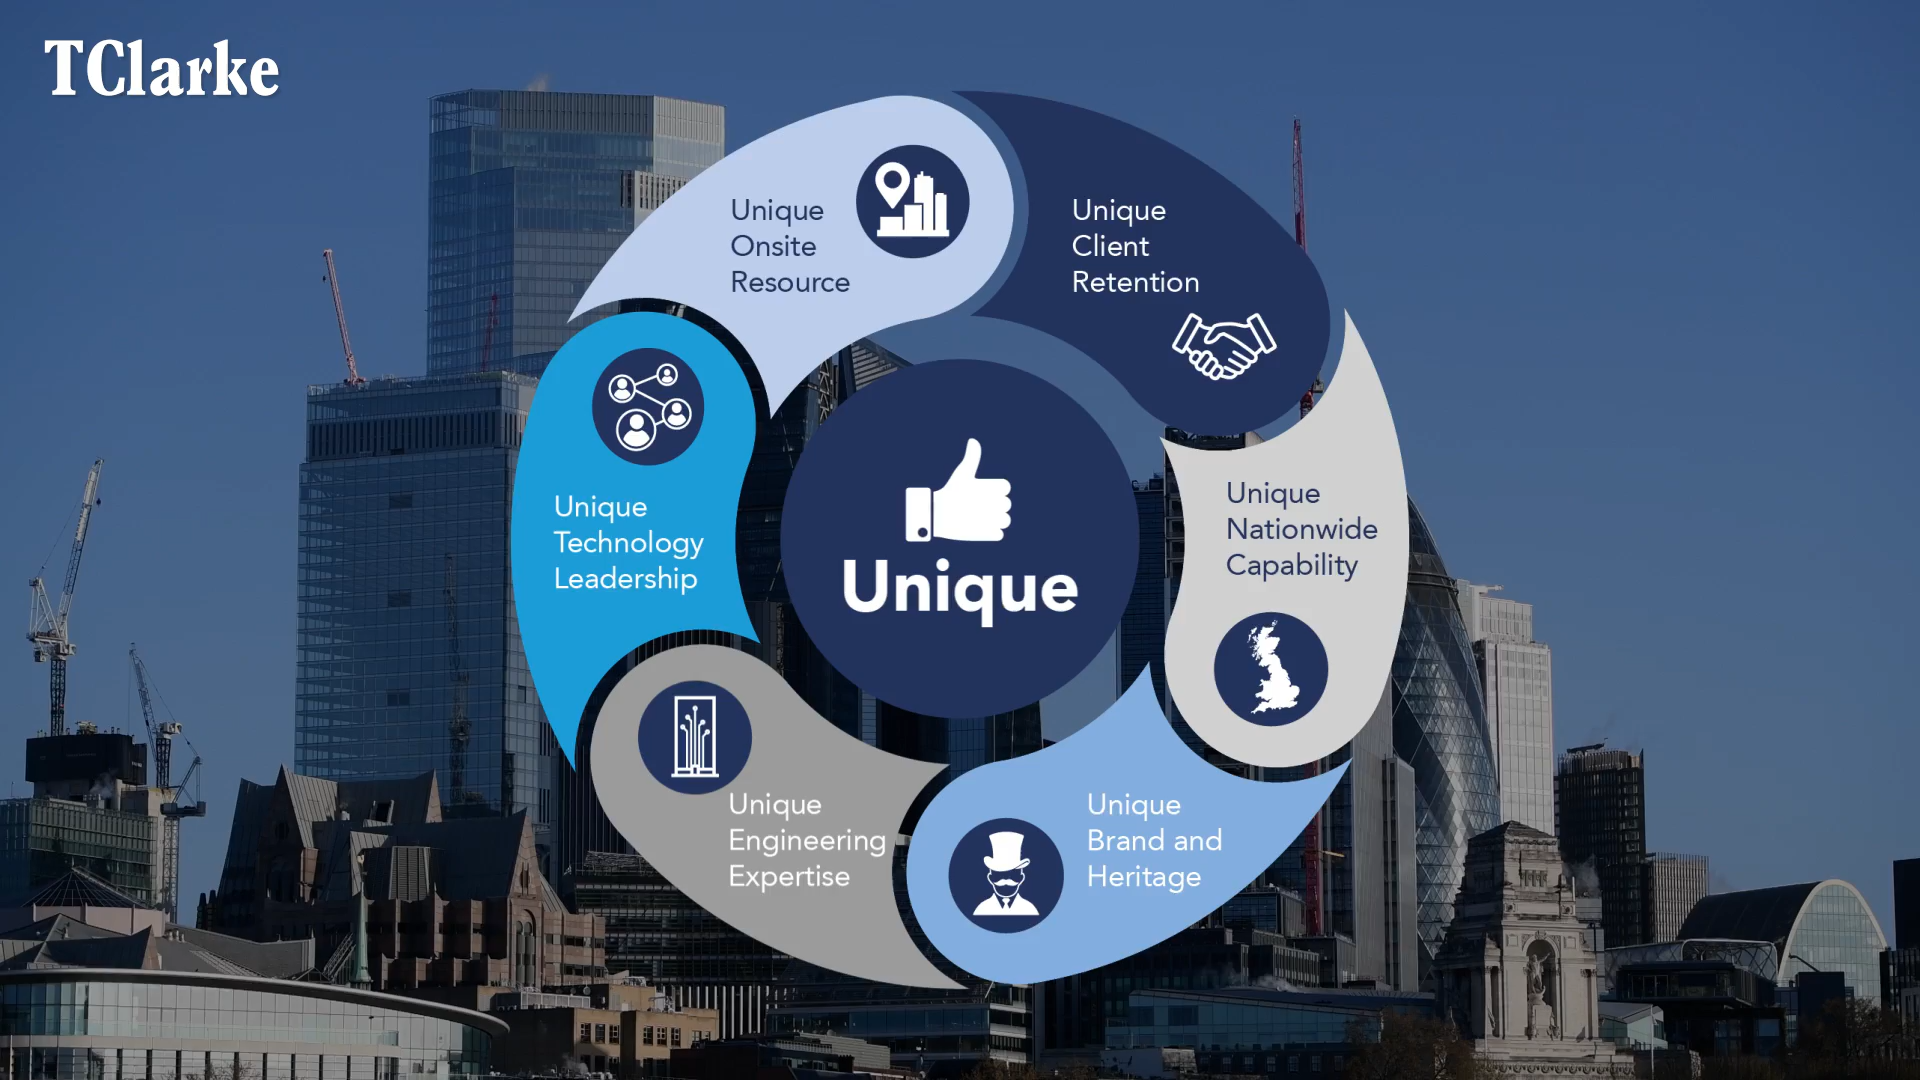 TClarke
Unique
Onsite
Resource
Unique
Client
Retention
Unique
Nationwide
Capability
Unique
Brand and
Heritage
Unique
Engineering
Expertise
Unique
Technology
Leadership
Unique